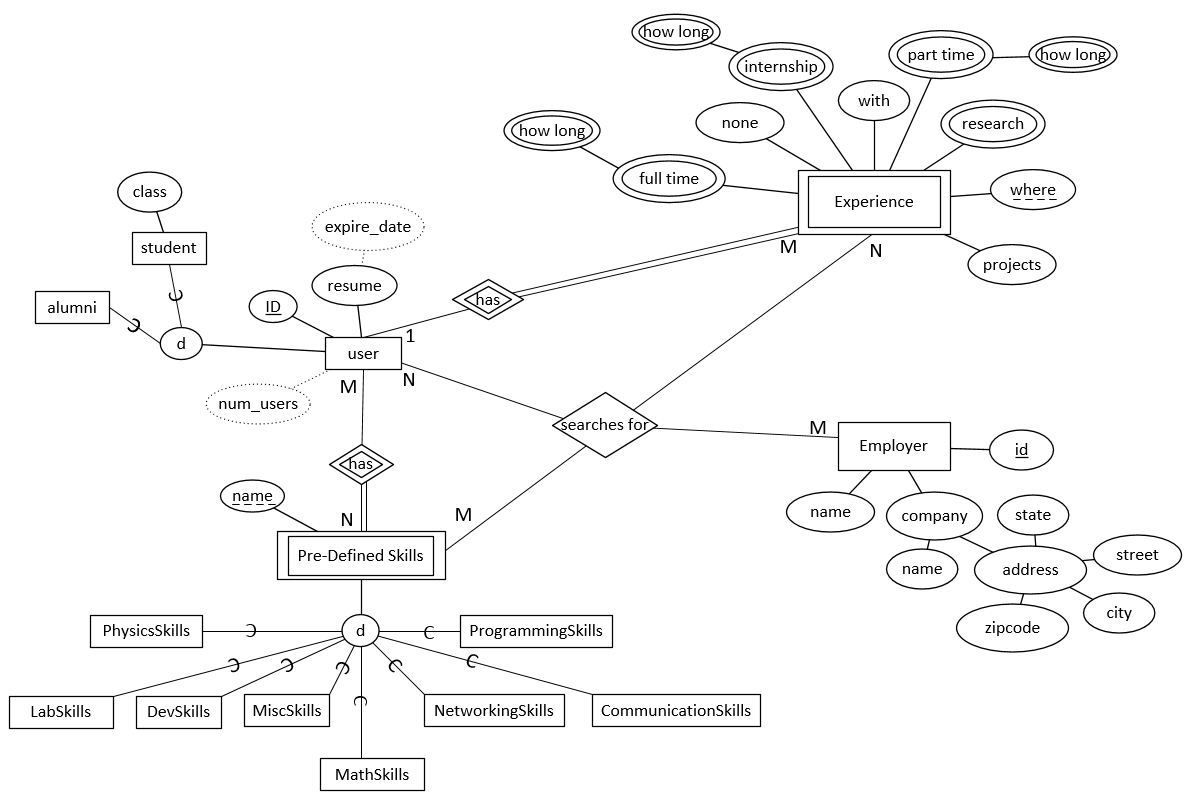 how long
internship
part time
how long
with
none
research
how long
full time
Experience
where
class
student
expire_date
M
N
projects
resume
has
ID
alumni
d
1
user
M
N
num_users
searches for
M
Employer
id
has
name
N
M
name
company
state
Pre-Defined Skills
name
address
street
city
zipcode
PhysicsSkills
d
ProgrammingSkills
LabSkills
DevSkills
MiscSkills
NetworkingSkills
CommunicationSkills
MathSkills